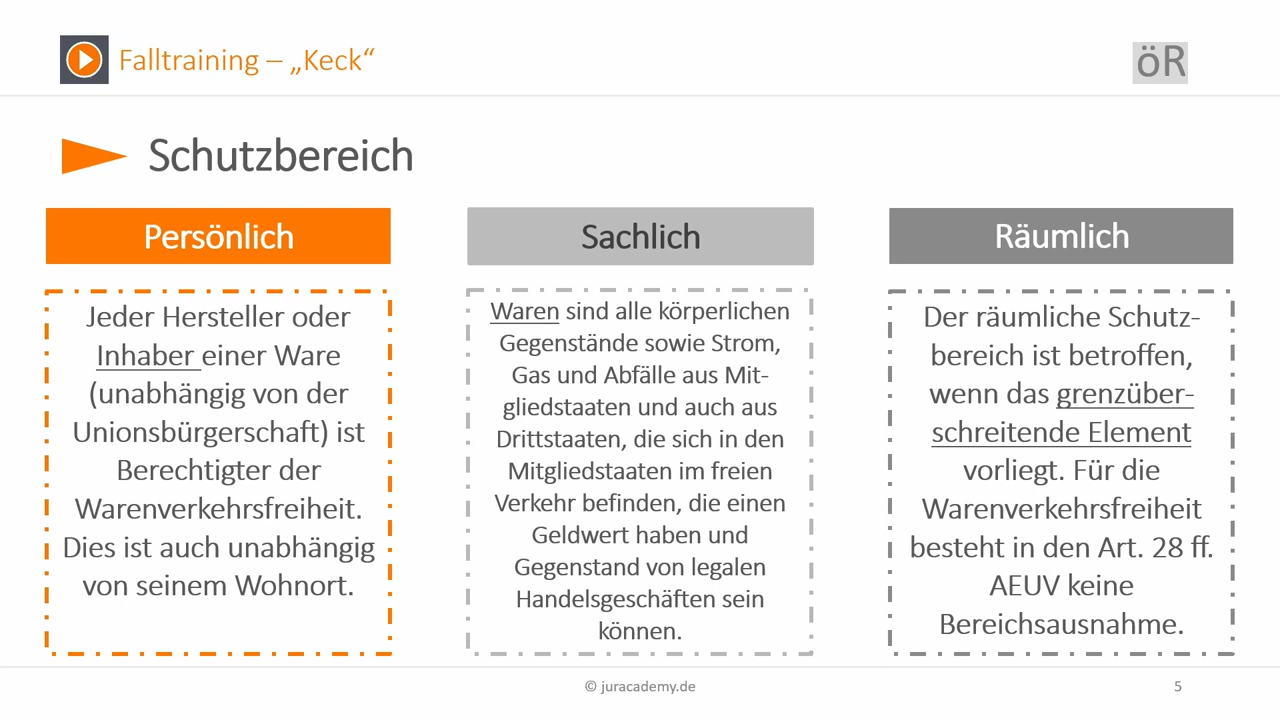 Falltraining – „Keck“
öR
Schutzbereich
Persönlich
Jeder Hersteller oder
Inhaber einer Ware
(unabhängig von der
Unionsbürgerschaft) ist
Berechtigter der
Warenverkehrsfreiheit.
Dies ist auch unabhängig
von seinem Wohnort.
Sachlich
Waren sind alle körperlichen
Gegenstände sowie Strom,
Gas und Abfälle aus Mit-
gliedstaaten und auch aus
Drittstaaten, die sich in den
Mitgliedstaaten im freien
Verkehr befinden, die einen
Geldwert haben und
Gegenstand von legalen
Handelsgeschäften sein
können.
Räumlich
Der räumliche Schutz-
bereich ist betroffen,
wenn das grenzüber-
schreitende Element
vorliegt. Für die
Warenverkehrsfreiheit
besteht in den Art. 28 ff.
AEUV keine
Bereichsausnahme.
© juracademy.de
5